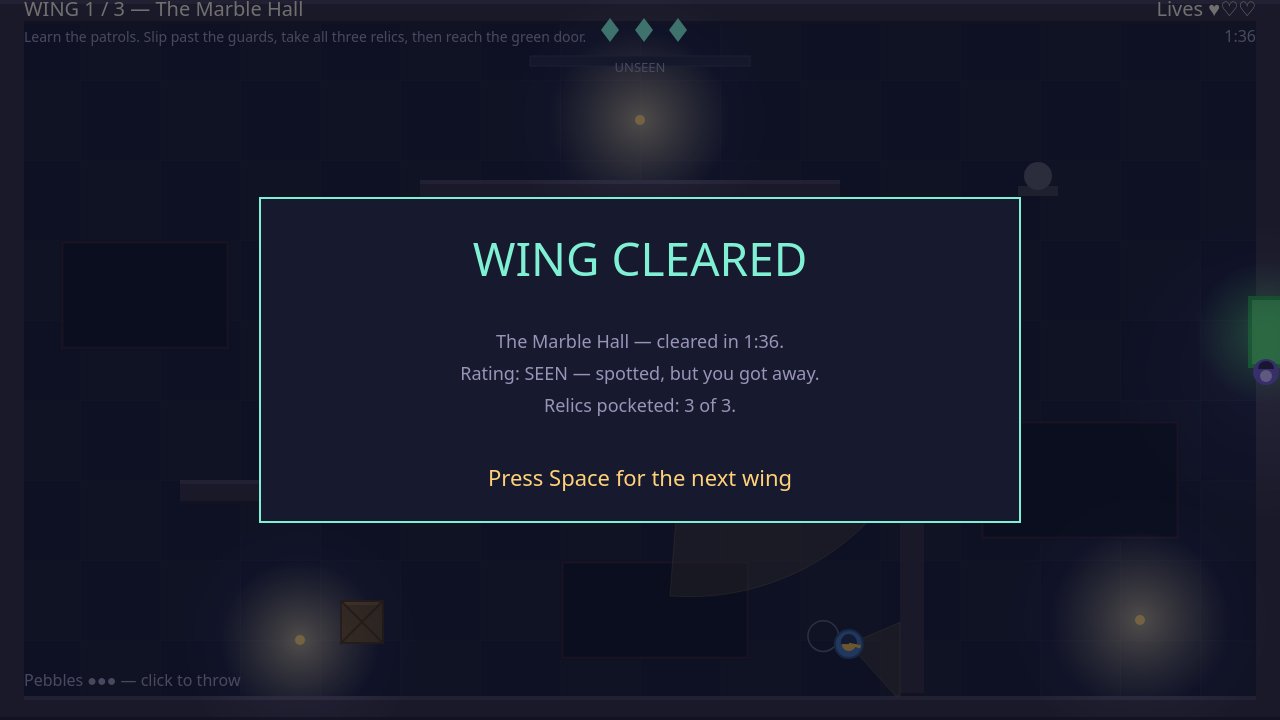 WING 1 / 3 — The Marble Hall
Lives ♥♡♡
Learn the patrols. Slip past the guards, take all three relics, then reach the green door.
1:36
UNSEEN
WING CLEARED
The Marble Hall — cleared in 1:36.
Rating: SEEN — spotted, but you got away.
Relics pocketed: 3 of 3.
Press Space for the next wing
Pebbles ●●● — click to throw